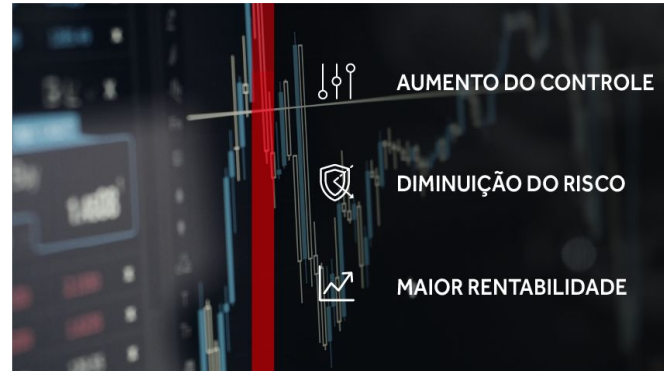 AUMENTO DO CONTROLE
DIMINUIÇÃO DO RISCO
MAIOR RENTABILIDADE